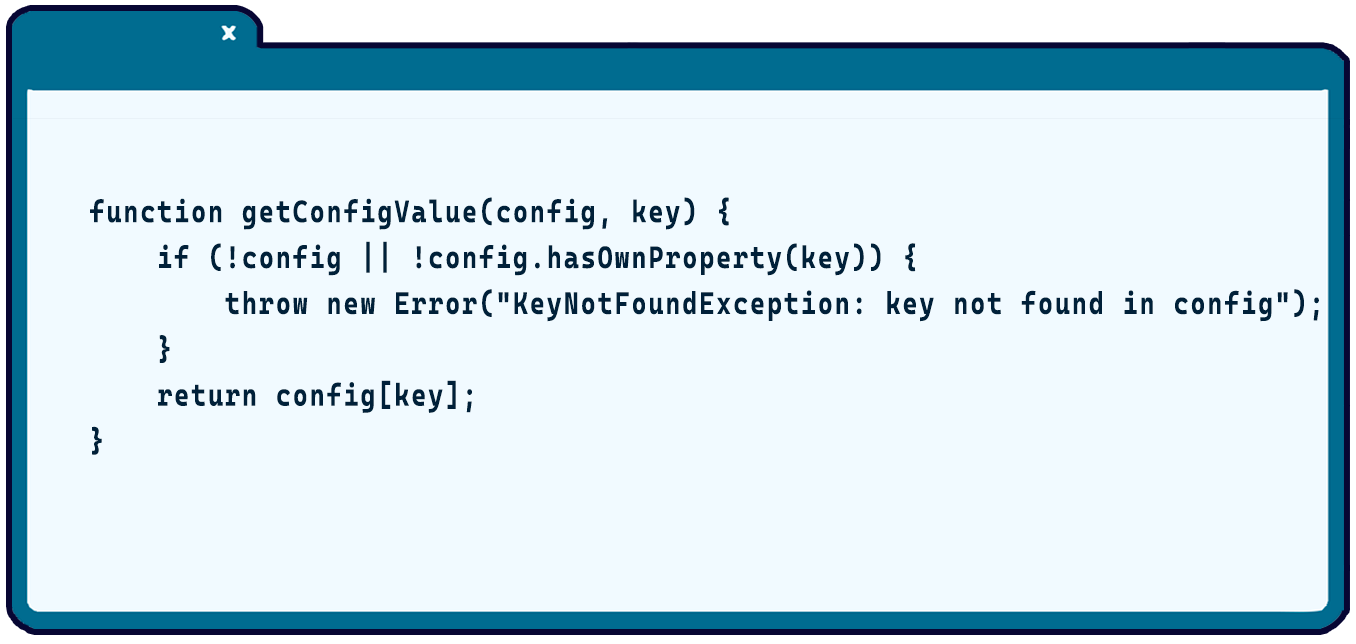 x
function getConfigValue(config, key) {
    if (!config || !config.hasOwnProperty(key)) {
        throw new Error("KeyNotFoundException: key not found in config");
    }
    return config[key];
}